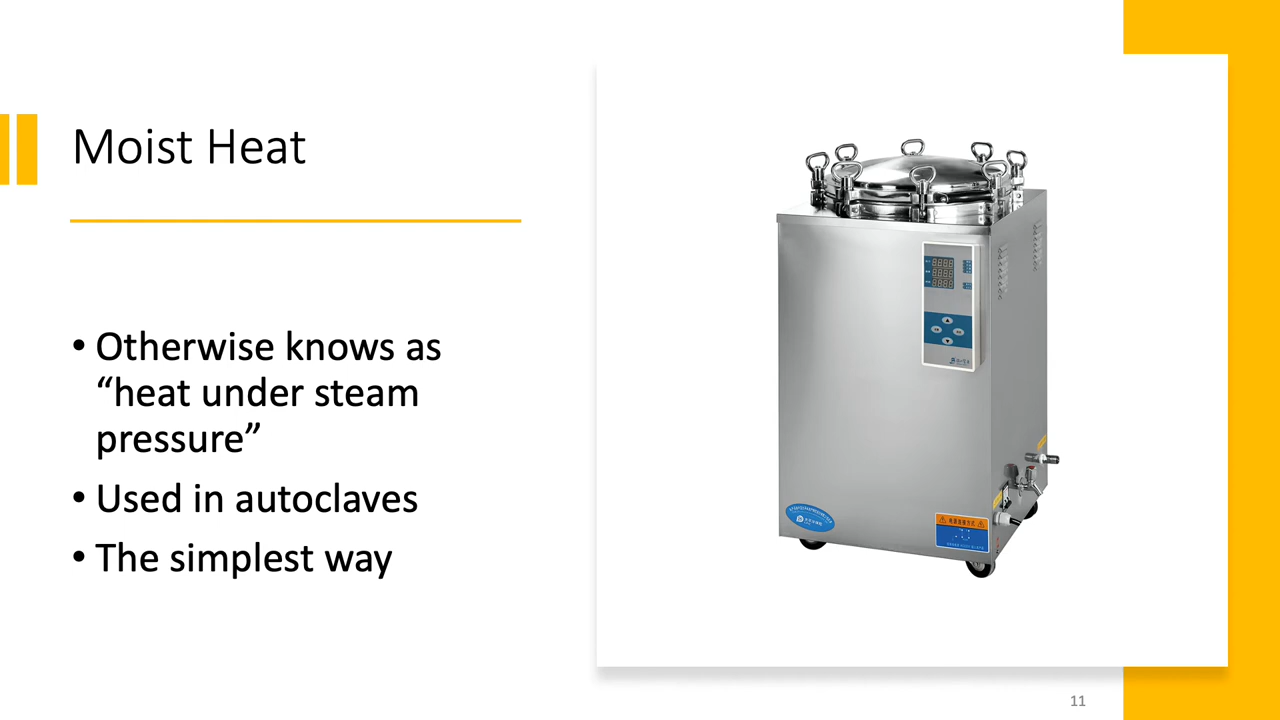 Moist Heat
• Otherwise knows as
“heat under steam
pressure”
• Used in autoclaves
• The simplest way
11